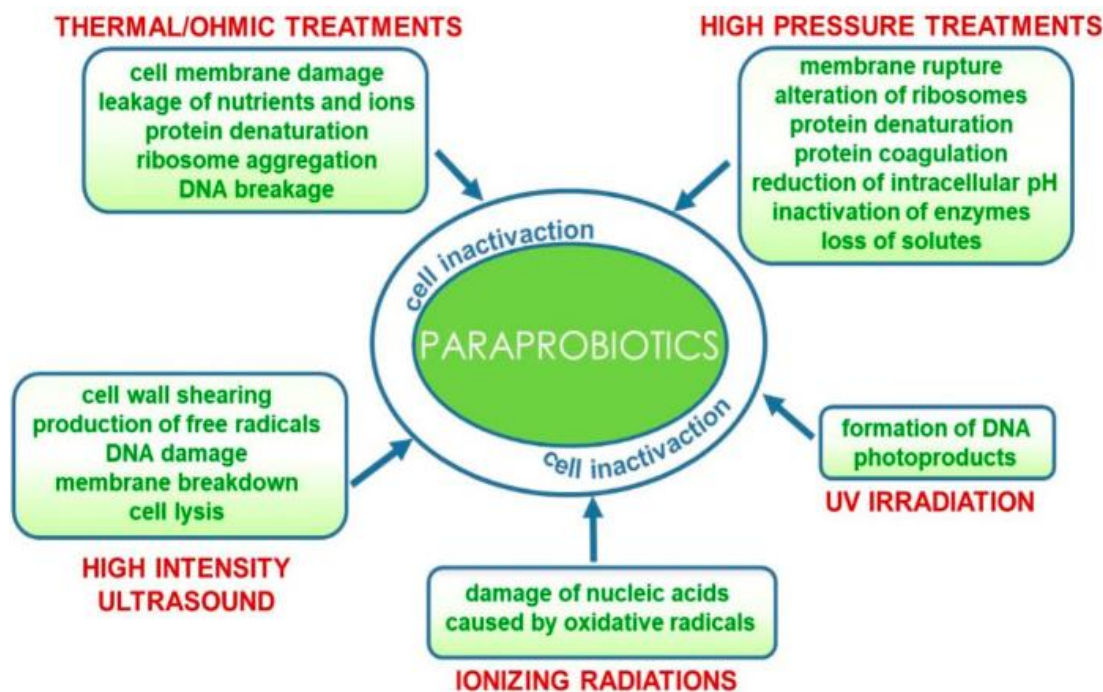 THERMAL/OHMIC TREATMENTS
cell membrane damage
leakage of nutrients and ions
protein denaturation
ribosome aggregation
DNA breakage
HIGH PRESSURE TREATMENTS
membrane rupture
alteration of ribosomes
protein denaturation
protein coagulation
reduction of intracellular pH
inactivation of enzymes
loss of solutes
cell inactivaction
PARAPROBIOTICS
cell inactivaction
cell wall shearing
production of free radicals
DNA damage
membrane breakdown
cell lysis
HIGH INTENSITY
ULTRASOUND
formation of DNA
photoproducts
UV IRRADIATION
damage of nucleic acids
caused by oxidative radicals
IONIZING RADIATIONS